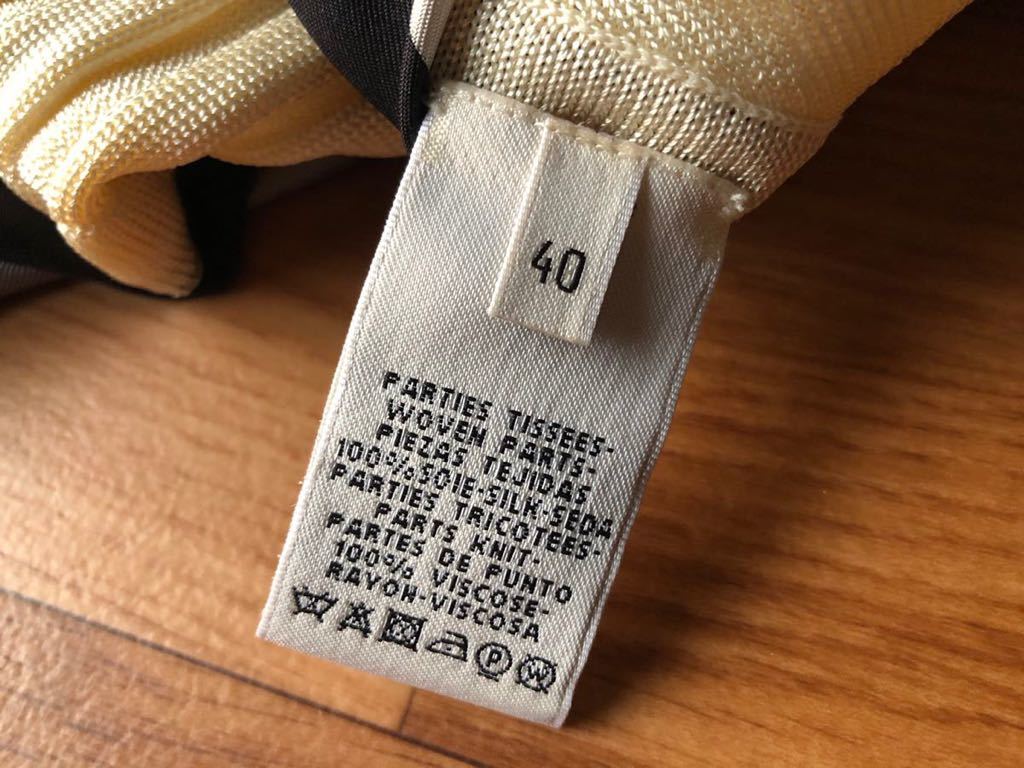 40
PARTIES TISSEES-
WOVEN PARTS-
PIEZAS TEJIDAS
100%SOIE-SILK-SEDA
PARTIES TRICOTEES-
PARTS KNIT-
PARTES DE PUNTO
100% VISCOSE-
RAYON-VISCOSA
P W